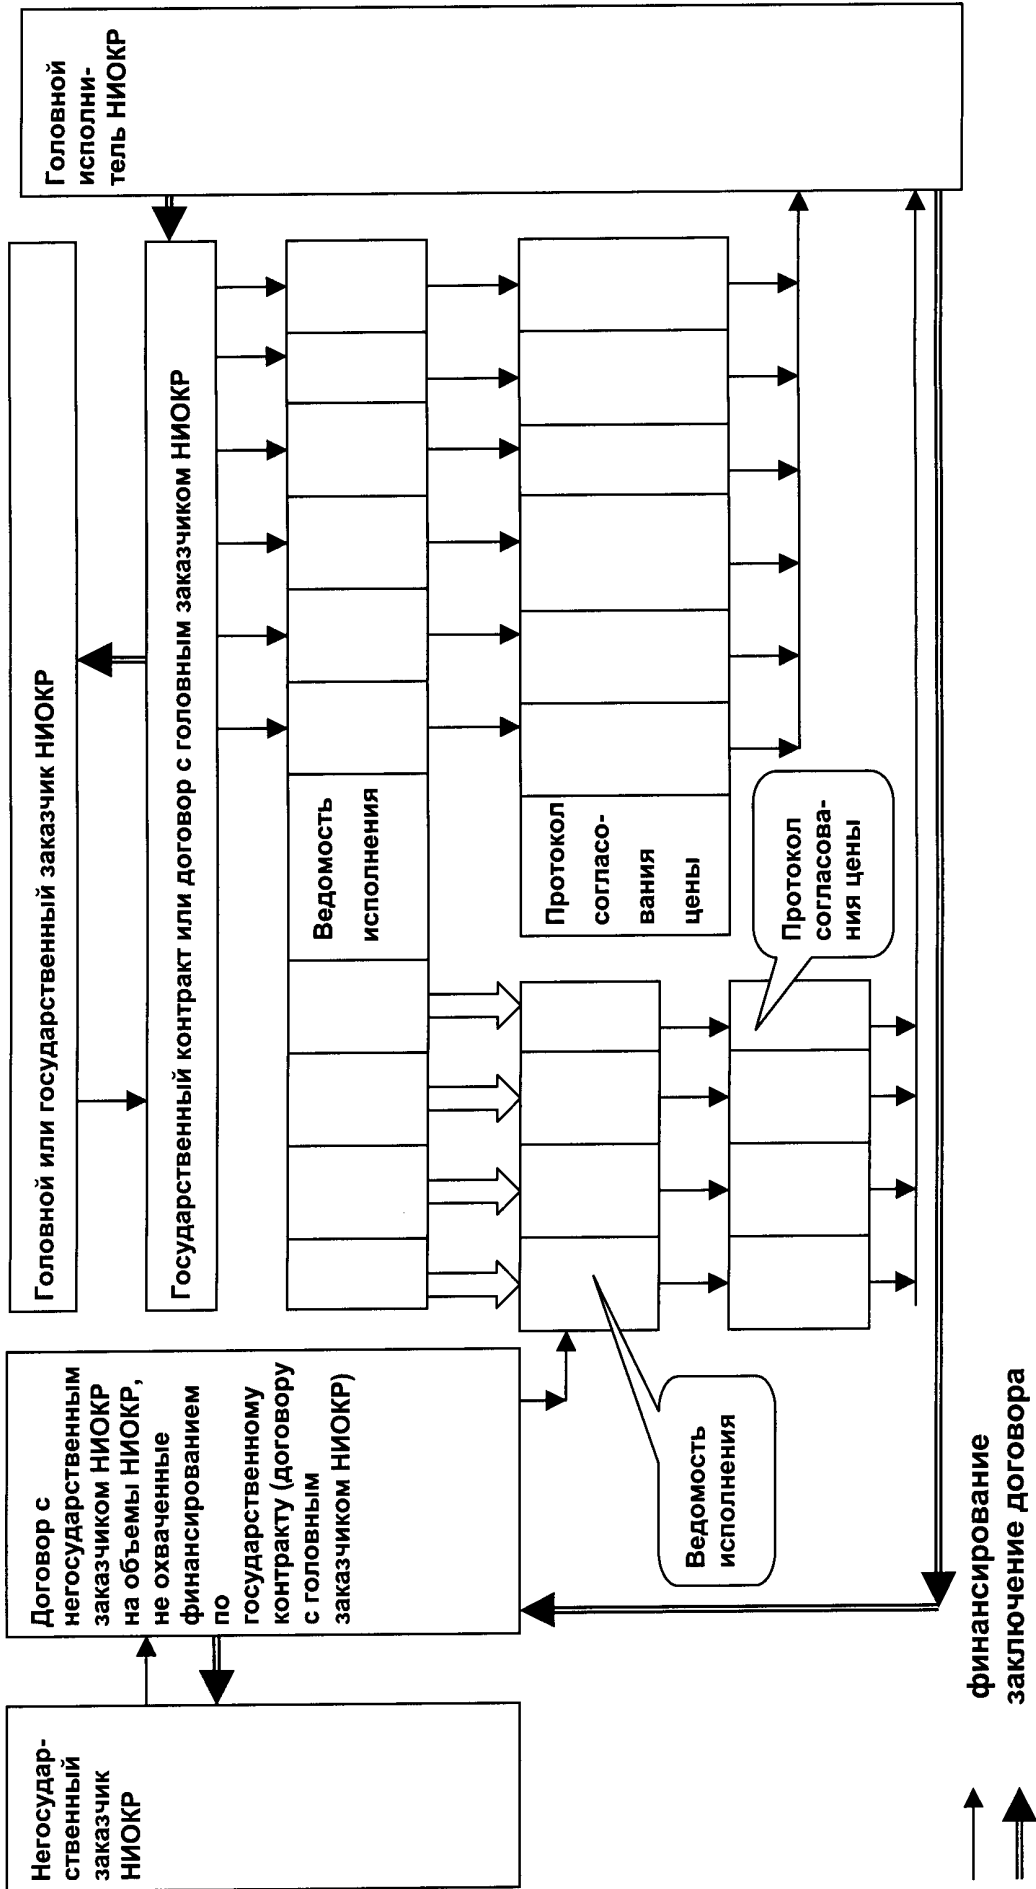 Негосудар-
ственный
заказчик
НИОКР
Договор с
негосударственным
заказчиком НИОКР
на объемы НИОКР,
не охваченные
финансированием
по
государственному
контракту (договору
с головным
заказчиком НИОКР)
Головной или государственный заказчик НИОКР
Государственный контракт или договор с головным заказчиком НИОКР
Головной
исполни-
тель НИОКР
Ведомость
исполнения
Протокол
согласо-
вания
цены
Ведомость
исполнения
Протокол
согласова-
ния цены
финансирование
заключение договора